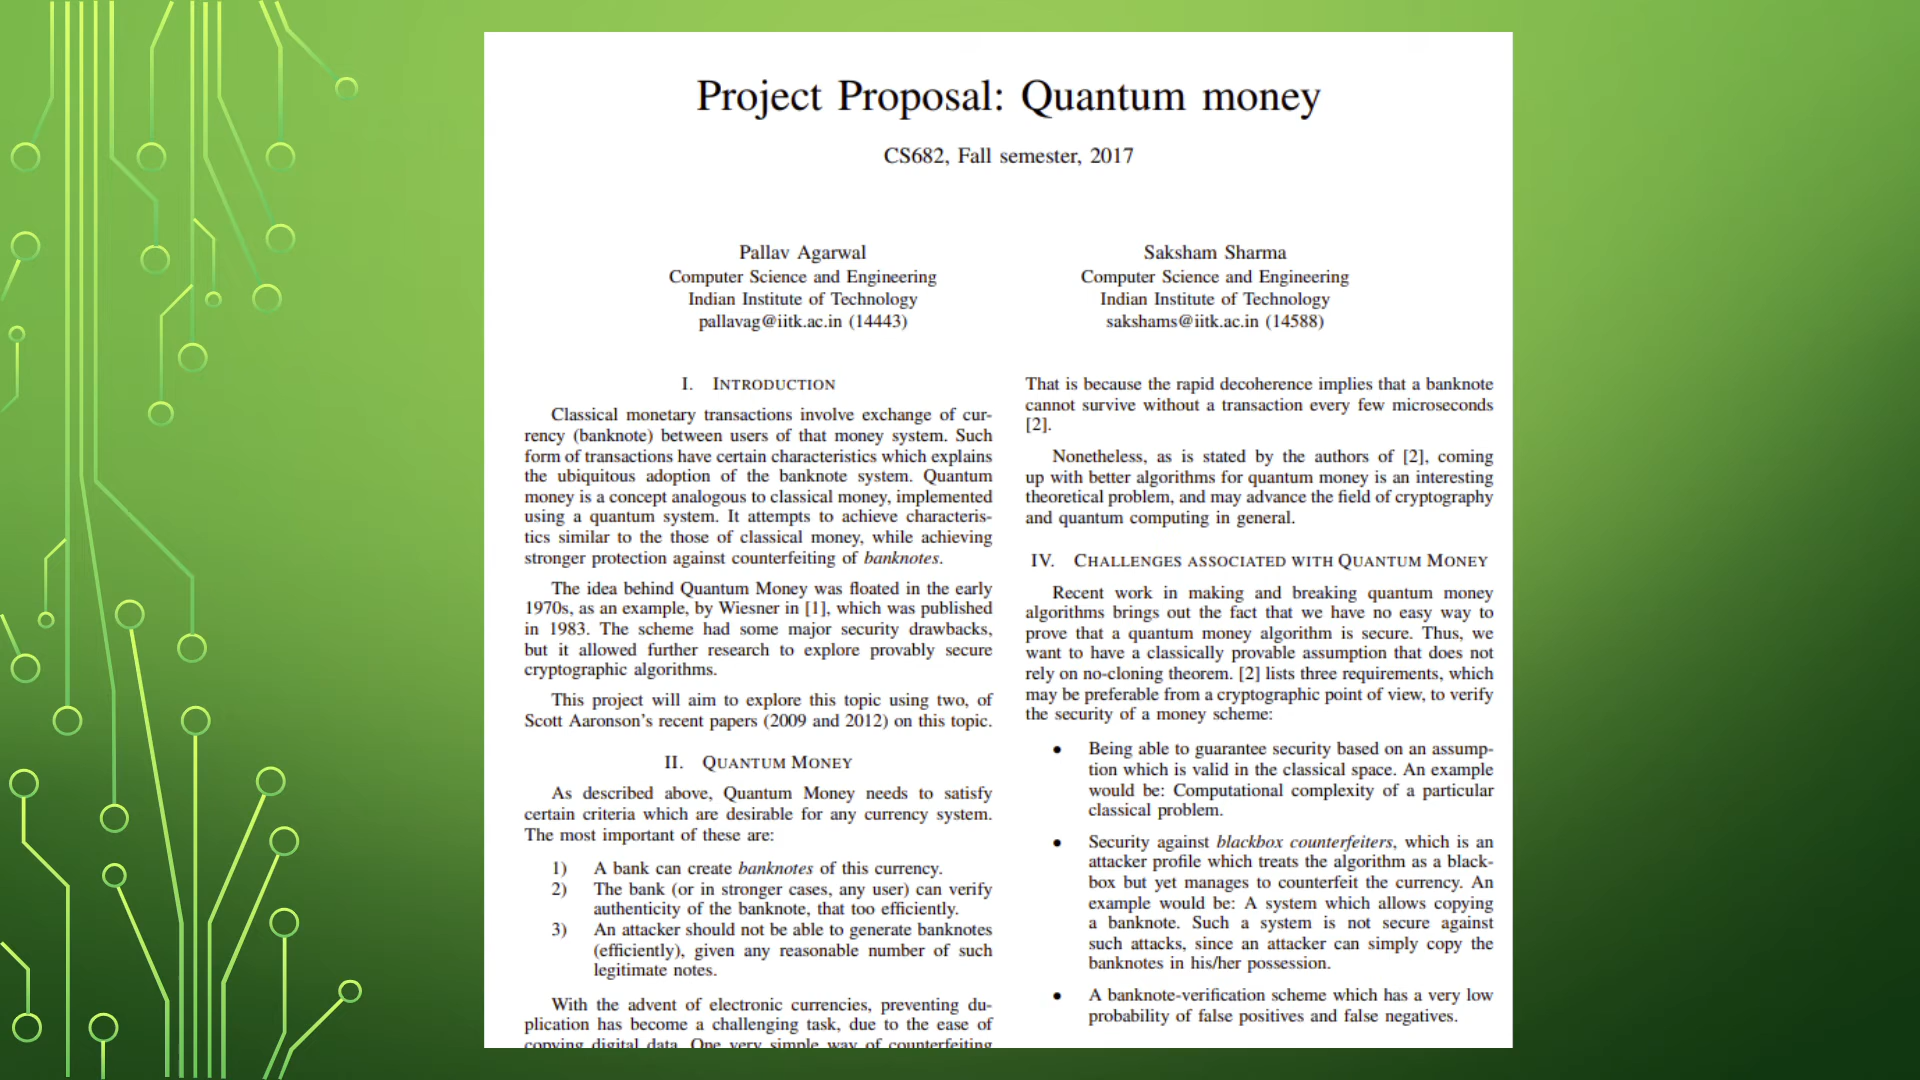 Project Proposal: Quantum money
CS682, Fall semester, 2017
Pallav Agarwal
Computer Science and Engineering
Indian Institute of Technology
pallavag@iitk.ac.in (14443)
Saksham Sharma
Computer Science and Engineering
Indian Institute of Technology
sakshams@iitk.ac.in (14588)
I. INTRODUCTION
Classical monetary transactions involve exchange of cur-
rency (banknote) between users of that money system. Such
form of transactions have certain characteristics which explains
the ubiquitous adoption of the banknote system. Quantum
money is a concept analogous to classical money, implemented
using a quantum system. It attempts to achieve characteris-
tics similar to the those of classical money, while achieving
stronger protection against counterfeiting of banknotes.
The idea behind Quantum Money was floated in the early
1970s, as an example, by Wiesner in [1], which was published
in 1983. The scheme had some major security drawbacks,
but it allowed further research to explore provably secure
cryptographic algorithms.
This project will aim to explore this topic using two, of
Scott Aaronson's recent papers (2009 and 2012) on this topic.
II. QUANTUM MONEY
As described above, Quantum Money needs to satisfy
certain criteria which are desirable for any currency system.
The most important of these are:
1) A bank can create banknotes of this currency.
2) The bank (or in stronger cases, any user) can verify
authenticity of the banknote, that too efficiently.
3) An attacker should not be able to generate banknotes
(efficiently), given any reasonable number of such
legitimate notes.
With the advent of electronic currencies, preventing du-
plication has become a challenging task, due to the ease of
copying digital data. One very simple way of counterfeiting
That is because the rapid decoherence implies that a banknote
cannot survive without a transaction every few microseconds
[2].
Nonetheless, as is stated by the authors of [2], coming
up with better algorithms for quantum money is an interesting
theoretical problem, and may advance the field of cryptography
and quantum computing in general.
IV. CHALLENGES ASSOCIATED WITH QUANTUM MONEY
Recent work in making and breaking quantum money
algorithms brings out the fact that we have no easy way to
prove that a quantum money algorithm is secure. Thus, we
want to have a classically provable assumption that does not
rely on no-cloning theorem. [2] lists three requirements, which
may be preferable from a cryptographic point of view, to verify
the security of a money scheme:
• Being able to guarantee security based on an assump-
tion which is valid in the classical space. An example
would be: Computational complexity of a particular
classical problem.
• Security against blackbox counterfeiters, which is an
attacker profile which treats the algorithm as a black-
box but yet manages to counterfeit the currency. An
example would be: A system which allows copying
a banknote. Such a system is not secure against
such attacks, since an attacker can simply copy the
banknotes in his/her possession.
• A banknote-verification scheme which has a very low
probability of false positives and false negatives.